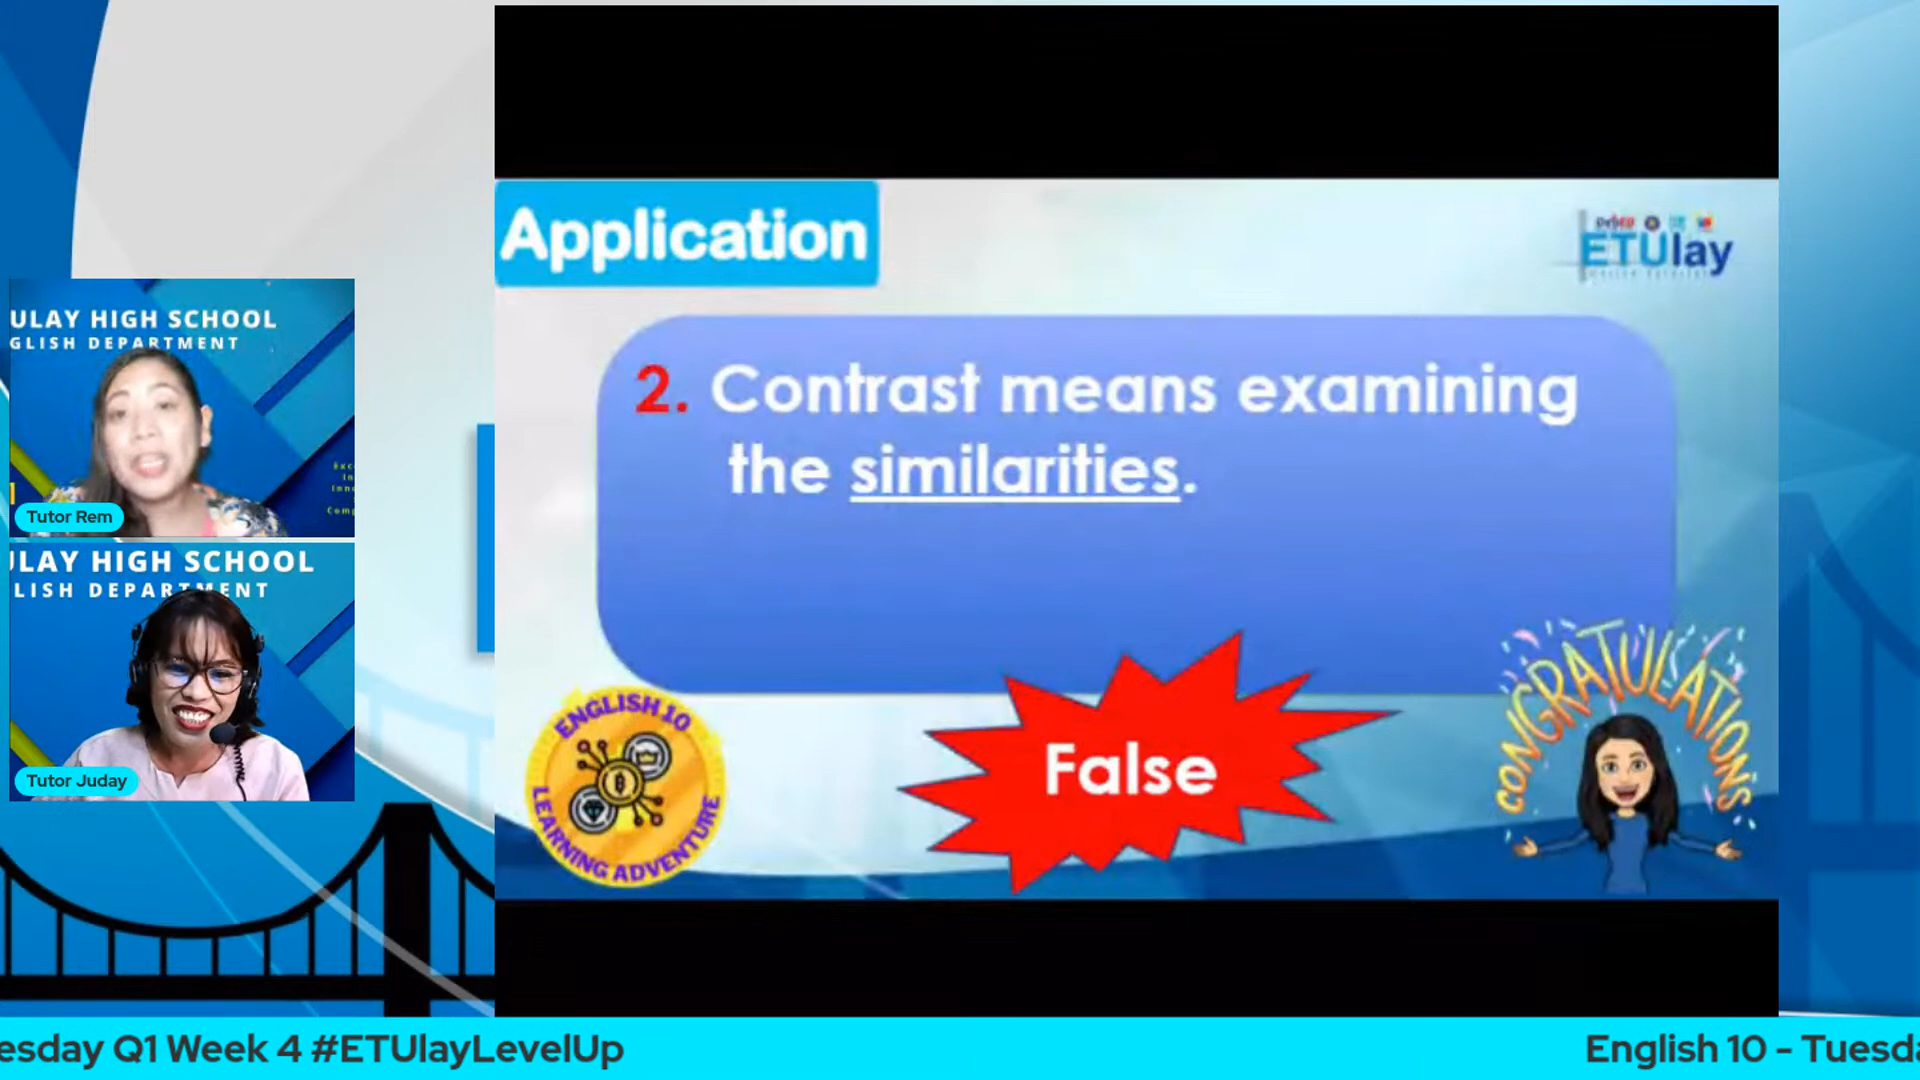 Application
ETUlay
2. Contrast means examining
the similarities.
False
CONGRATULATIONS
ENGLISH 10
LEARNING ADVENTURE
ULAY HIGH SCHOOL
GLISH DEPARTMENT
Tutor Rem
ULAY HIGH SCHOOL
LISH DEPARTMENT
Tutor Juday
esday Q1 Week 4 #ETUlayLevelUp
English 10 - Tuesda